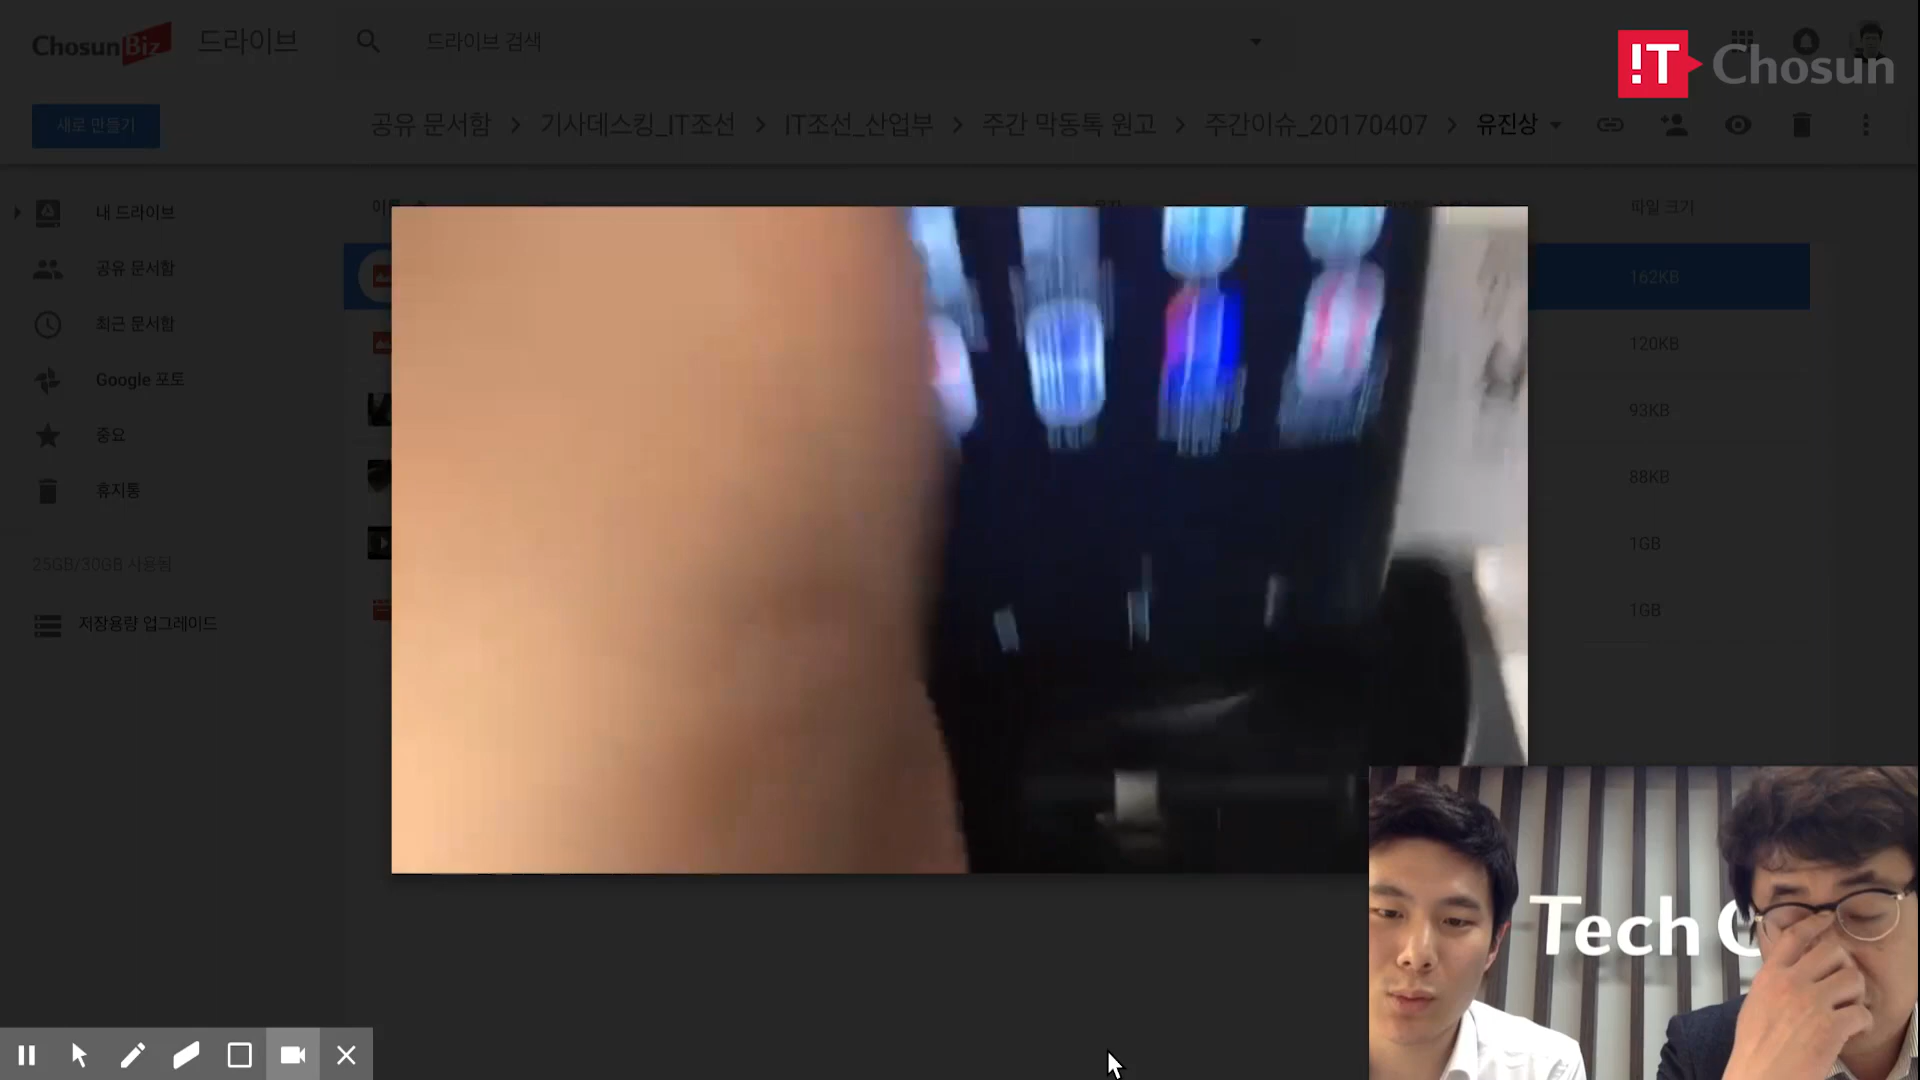 ChosunBiz 드라이브 드라이브 검색
!T Chosun
새로 만들기
공유 문서함 > 기사데스킹_IT조선 > IT조선_산업부 > 주간 막동톡 원고 > 주간이슈_20170407 > 유진상
파일 크기
내 드라이브
공유 문서함
최근 문서함
Google 포토
중요
휴지통
25GB/30GB 사용됨
저장용량 업그레이드
162KB
120KB
93KB
88KB
1GB
1GB
Tech C